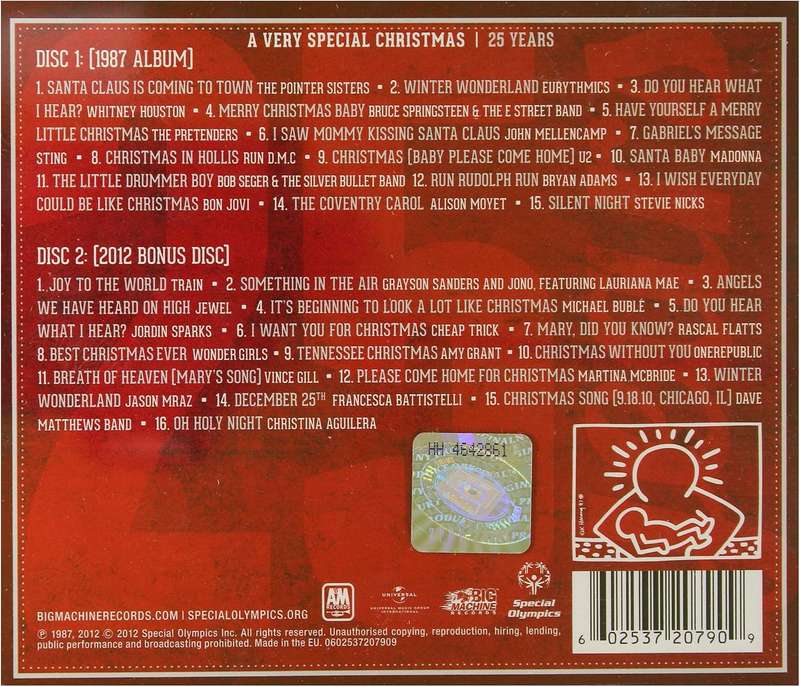 A VERY SPECIAL CHRISTMAS | 25 YEARS
DISC 1: [1987 ALBUM]
1. SANTA CLAUS IS COMING TO TOWN THE POINTER SISTERS • 2: WINTER WONDERLAND EURYTHMICS • 3. DO YOU HEAR WHAT
I HEAR? WHITNEY HOUSTON • 4. MERRY CHRISTMAS BABY BRUCE SPRINGSTEEN & THE E STREET BAND • 5. HAVE YOURSELF A MERRY
LITTLE CHRISTMAS THE PRETENDERS • 6. I SAW MOMMY KISSING SANTA CLAUS JOHN MELLENCAMP • 7. GABRIEL'S MESSAGE
STING • 8. CHRISTMAS IN HOLLIS RUN D.M.C • 9. CHRISTMAS [BABY PLEASE COME HOME] U2 • 10. SANTA BABY MADONNA
11. THE LITTLE DRUMMER BOY BOB SEGER & THE SILVER BULLET BAND 12. RUN RUDOLPH RUN BRYAN ADAMS • 13. I WISH EVERYDAY
COULD BE LIKE CHRISTMAS BON JOVI • 14. THE COVENTRY CAROL ALISON MOYET • 15. SILENT NIGHT STEVIE NICKS
DISC 2: [2012 BONUS DISC]
1. JOY TO THE WORLD TRAIN • 2. SOMETHING IN THE AIR GRAYSON SANDERS AND JONO, FEATURING LAURIANA MAE • 3. ANGELS
WE HAVE HEARD ON HIGH JEWEL • 4. IT'S BEGINNING TO LOOK A LOT LIKE CHRISTMAS MICHAEL BUBLÉ • 5. DO YOU HEAR
WHAT I HEAR? JORDIN SPARKS • 6. I WANT YOU FOR CHRISTMAS CHEAP TRICK • 7. MARY, DID YOU KNOW? RASCAL FLATTS
8. BEST CHRISTMAS EVER WONDER GIRLS • 9. TENNESSEE CHRISTMAS AMY GRANT • 10. CHRISTMAS WITHOUT YOU ONEREPUBLIC
11. BREATH OF HEAVEN [MARY'S SONG] VINCE GILL • 12. PLEASE COME HOME FOR CHRISTMAS MARTINA MCBRIDE • 13. WINTER
WONDERLAND JASON MRAZ • 14. DECEMBER 25TH FRANCESCA BATTISTELLI • 15. CHRISTMAS SONG [9.18.10, CHICAGO, IL] DAVE
MATTHEWS BAND • 16. OH HOLY NIGHT CHRISTINA AGUILERA
HH 4642861
© K. Haring 87
BIGMACHINERECORDS.COM | SPECIALOLYMPICS.ORG
AM RECORDS
UNIVERSAL
UNIVERSAL MUSIC GROUP
INTERNATIONAL
BIG MACHINE RECORDS
Special Olympics
℗ 1987, 2012 © 2012 Special Olympics Inc. All rights reserved. Unauthorised copying, reproduction, hiring, lending,
public performance and broadcasting prohibited. Made in the EU. 0602537207909
6 02537 20790 9